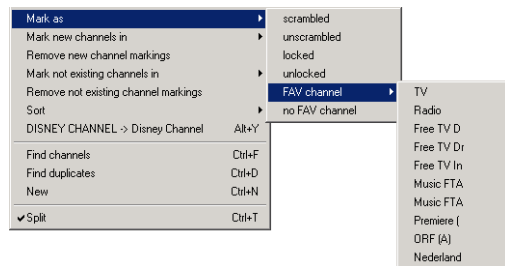 Mark as
Mark new channels in
Remove new channel markings
Mark not existing channels in
Remove not existing channel markings
Sort
DISNEY CHANNEL -> Disney Channel Alt+Y
Find channels Ctrl+F
Find duplicates Ctrl+D
New Ctrl+N
Split Ctrl+T
scrambled
unscrambled
locked
unlocked
FAV channel
no FAV channel
TV
Radio
Free TV D
Free TV Dr
Free TV In
Music FTA
Music FTA
Premiere (
ORF (A)
Nederland